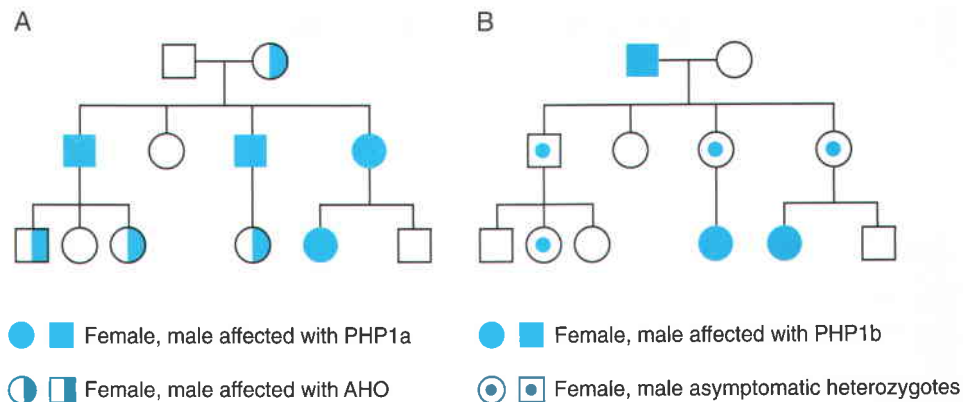 A
B
Female, male affected with PHP1a
Female, male affected with PHP1b
Female, male affected with AHO
Female, male asymptomatic heterozygotes